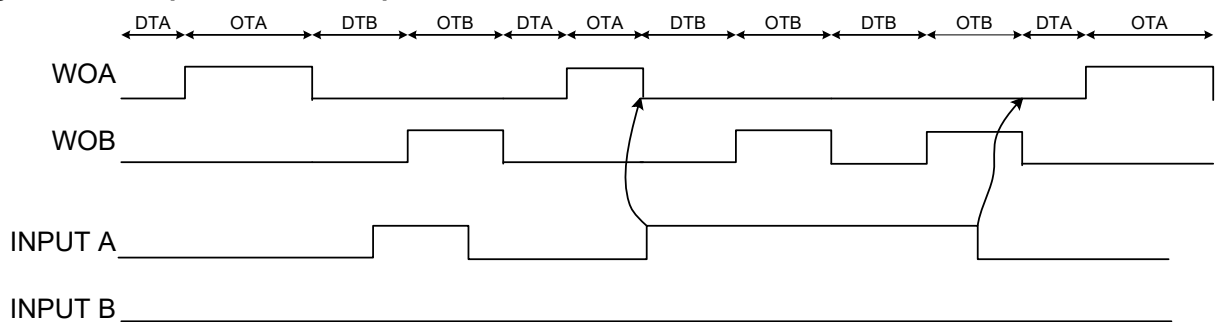 DTA OTA DTB OTB DTA OTA DTB OTB DTB OTB DTA OTA
WOA
WOB
INPUT A
INPUT B